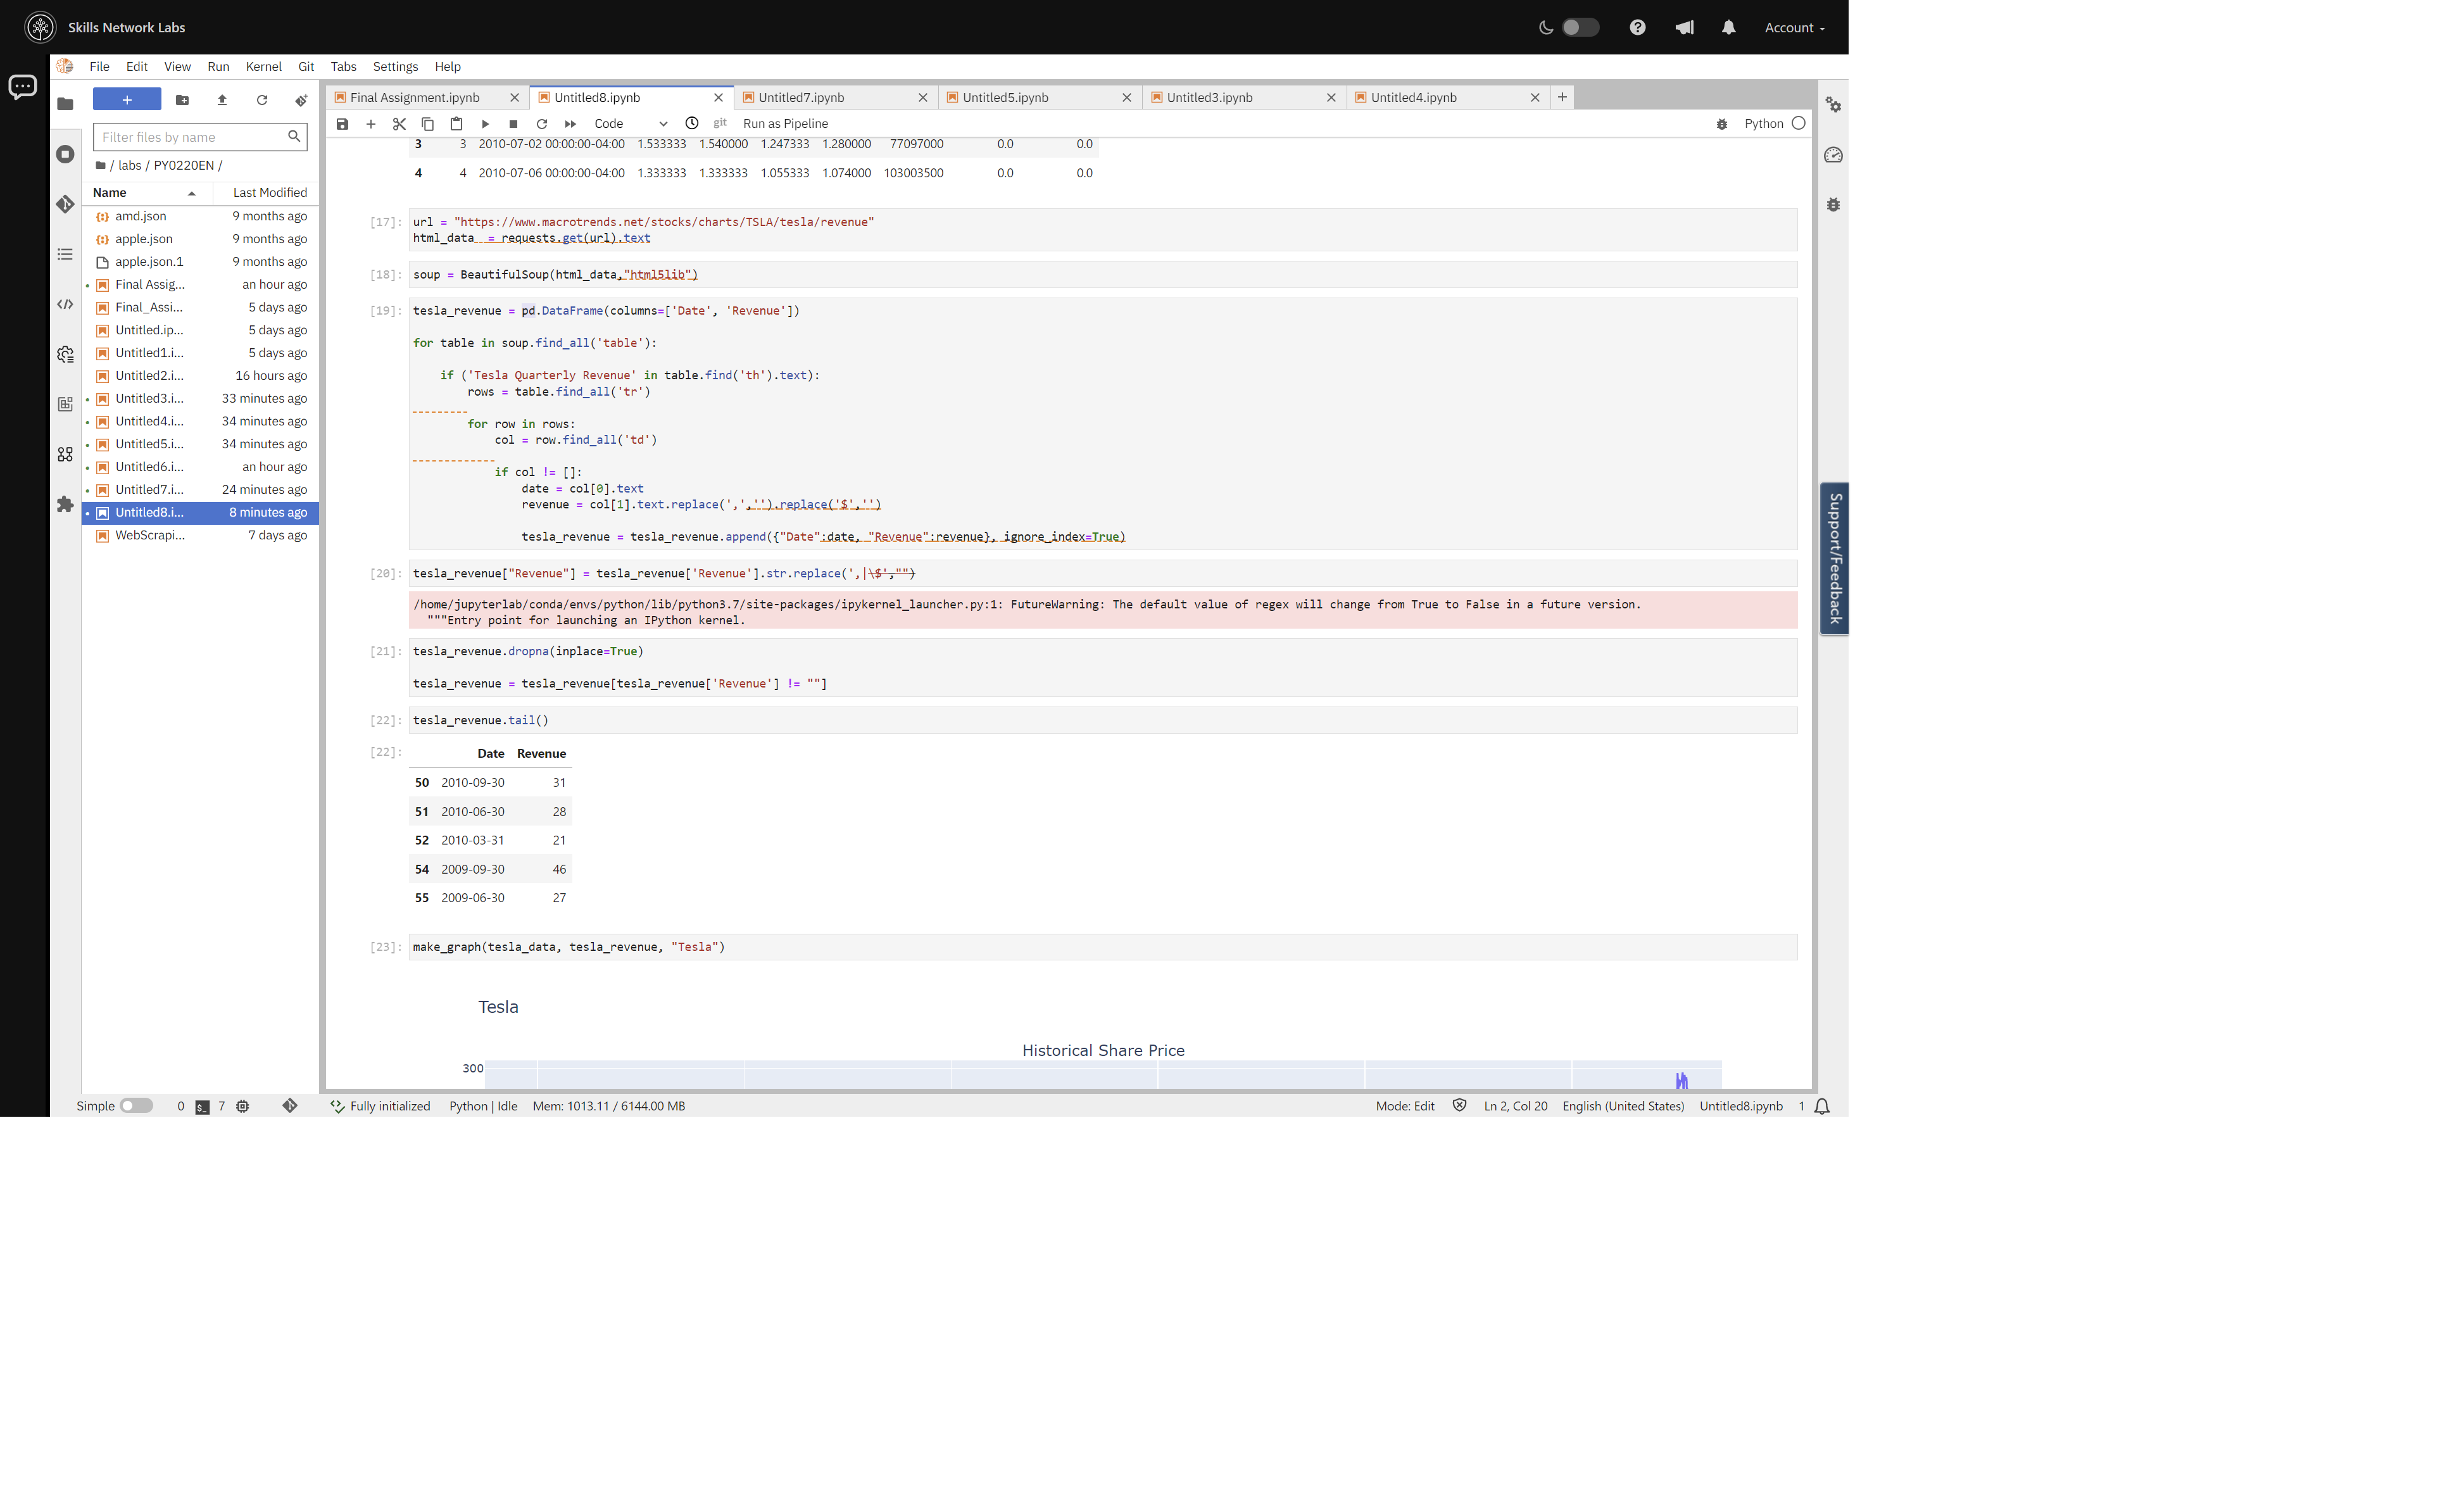 Skills Network Labs
Account
File Edit View Run Kernel Git Tabs Settings Help
+
Final Assignment.ipynb
Untitled8.ipynb
Untitled7.ipynb
Untitled5.ipynb
Untitled3.ipynb
Untitled4.ipynb
Filter files by name
Code
git
Run as Pipeline
Python
/ labs / PY0220EN /
Name Last Modified
amd.json 9 months ago
apple.json 9 months ago
apple.json.1 9 months ago
Final Assig... an hour ago
Final_Assi... 5 days ago
Untitled.ip... 5 days ago
Untitled1.i... 5 days ago
Untitled2.i... 16 hours ago
Untitled3.i... 33 minutes ago
Untitled4.i... 34 minutes ago
Untitled5.i... 34 minutes ago
Untitled6.i... an hour ago
Untitled7.i... 24 minutes ago
Untitled8.i... 8 minutes ago
WebScrapi... 7 days ago
3 3 2010-07-02 00:00:00-04:00 1.533333 1.540000 1.247333 1.280000 77097000 0.0 0.0
4 4 2010-07-06 00:00:00-04:00 1.333333 1.333333 1.055333 1.074000 103003500 0.0 0.0
[17]: url = "https://www.macrotrends.net/stocks/charts/TSLA/tesla/revenue"
html_data  = requests.get(url).text
[18]: soup = BeautifulSoup(html_data,"html5lib")
[19]: tesla_revenue = pd.DataFrame(columns=['Date', 'Revenue'])
for table in soup.find_all('table'):
if ('Tesla Quarterly Revenue' in table.find('th').text):
rows = table.find_all('tr')
for row in rows:
col = row.find_all('td')
if col != []:
date = col[0].text
revenue = col[1].text.replace(',','').replace('$','')
tesla_revenue = tesla_revenue.append({"Date":date, "Revenue":revenue}, ignore_index=True)
[20]: tesla_revenue["Revenue"] = tesla_revenue['Revenue'].str.replace(',|\$',"")
/home/jupyterlab/conda/envs/python/lib/python3.7/site-packages/ipykernel_launcher.py:1: FutureWarning: The default value of regex will change from True to False in a future version.
"""Entry point for launching an IPython kernel.
[21]: tesla_revenue.dropna(inplace=True)
tesla_revenue = tesla_revenue[tesla_revenue['Revenue'] != ""]
[22]: tesla_revenue.tail()
[22]: Date Revenue
50 2010-09-30 31
51 2010-06-30 28
52 2010-03-31 21
54 2009-09-30 46
55 2009-06-30 27
[23]: make_graph(tesla_data, tesla_revenue, "Tesla")
Tesla
Historical Share Price
300
Support/Feedback
Simple 0 7 Fully initialized Python | Idle Mem: 1013.11 / 6144.00 MB Mode: Edit Ln 2, Col 20 English (United States) Untitled8.ipynb 1